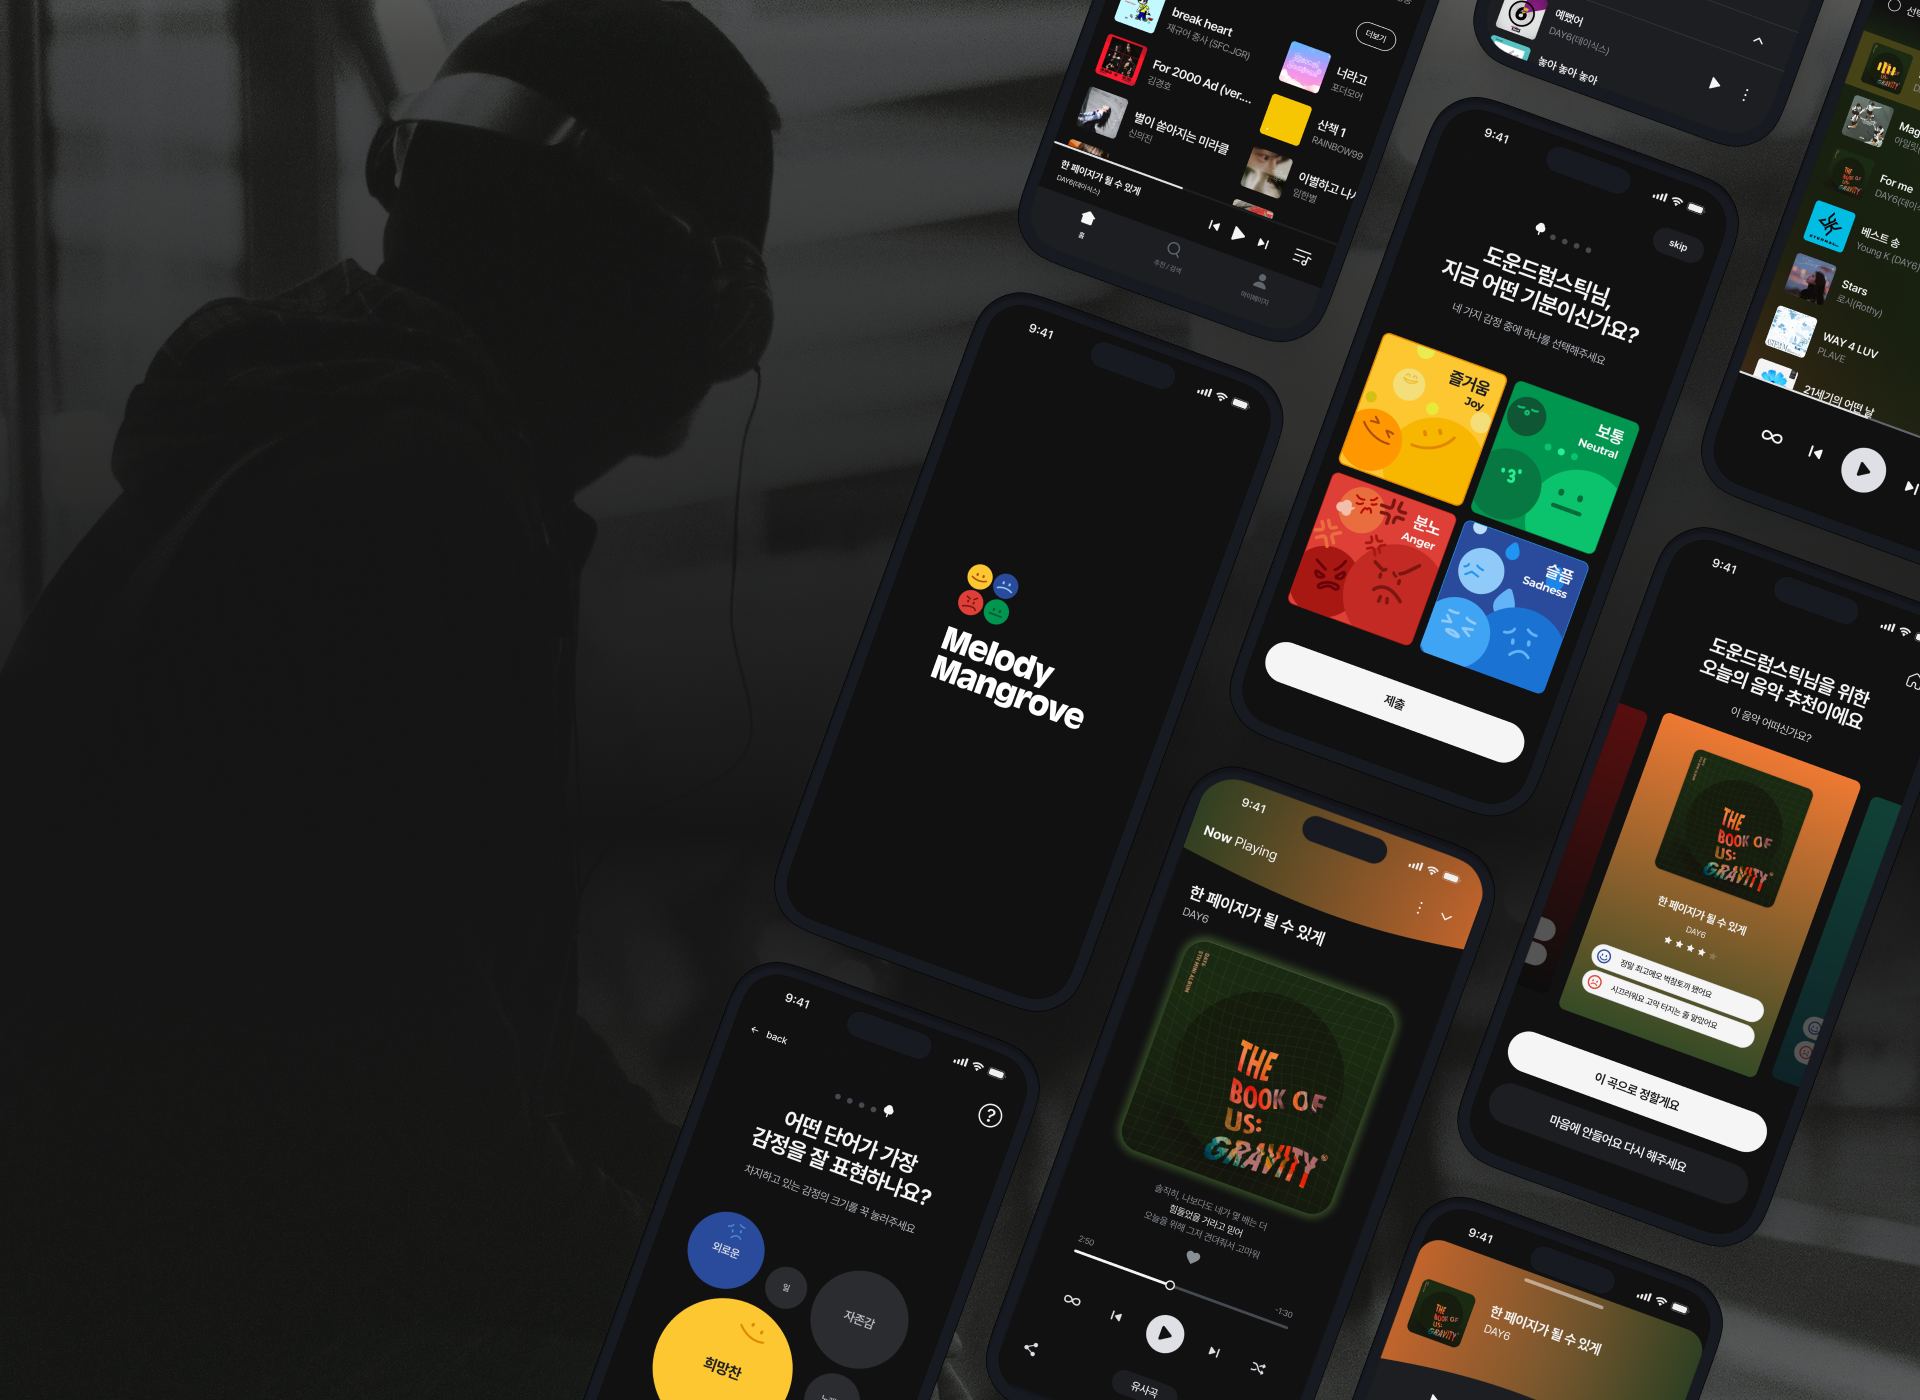 break heart
재규어 중사 (SFC.JGR)
For 2000 Ad (ver....
김경호
별이 쏟아지는 미라클
신의진
더보기
너라고
포더모어
산책 1
RAINBOW99
이별하고 나
임한별
한 페이지가 될 수 있게
DAY6(데이식스)
홈
추천 / 검색
마이페이지
예뻤어
DAY6(데이식스)
놓아 놓아 놓아
9:41
skip
도운드럼스틱님,
지금 어떤 기분이신가요?
네 가지 감정 중에 하나를 선택해주세요
즐거움
Joy
보통
Neutral
분노
Anger
슬픔
Sadness
제출
선택
Mag
아일릿
For me
DAY6(데이식스
베스트 송
Young K (DAY6)
Stars
로시(Rothy)
WAY 4 LUV
PLAVE
21세기의 어떤 날
9:41
Melody
Mangrove
9:41
도운드럼스틱님을 위한
오늘의 음악 추천이에요
이 음악 어떠신가요?
THE
BOOK OF
US:
GRAVITY
한 페이지가 될 수 있게
DAY6
정말 최고예요 벅참토끼 됐어요
시끄러워요 고막 터지는 줄 알았어요
이 곡으로 정할게요
마음에 안들어요 다시 해주세요
9:41
Now Playing
한 페이지가 될 수 있게
DAY6
DAY6
5TH MINI ALBUM
THE
BOOK OF
US:
GRAVITY
솔직히, 나보다도 네가 몇 배는 더
힘들었을 거라고 믿어
오늘을 위해 그저 견뎌줘서 고마워
2:50
-1:30
유사곡
9:41
back
?
어떤 단어가 가장
감정을 잘 표현하나요?
차지하고 있는 감정의 크기를 꾹 눌러주세요
외로운
일
자존감
희망찬
9:41
THE
BOOK OF
US:
GRAVITY
한 페이지가 될 수 있게
DAY6